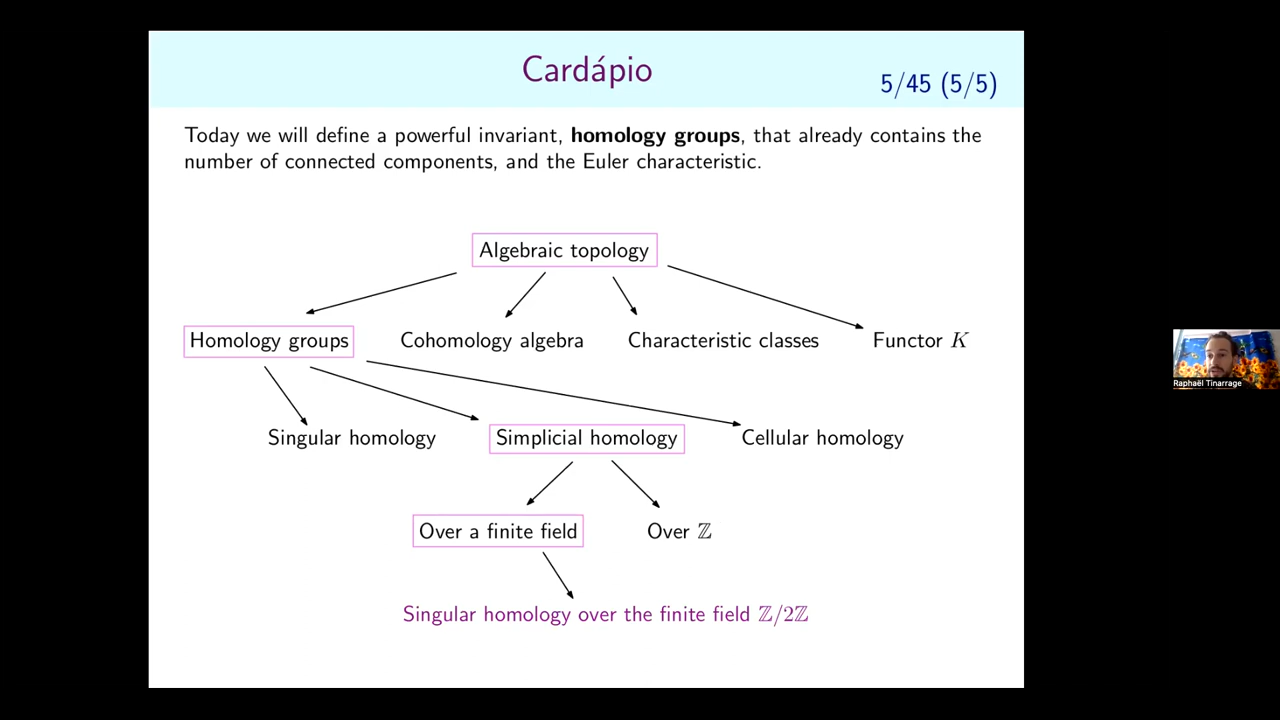 Cardápio
5/45 (5/5)
Today we will define a powerful invariant, homology groups, that already contains the
number of connected components, and the Euler characteristic.
Algebraic topology
Homology groups
Cohomology algebra
Characteristic classes
Functor K
Singular homology
Simplicial homology
Cellular homology
Over a finite field
Over ℤ
Singular homology over the finite field ℤ/2ℤ
Raphaël Tinarrage